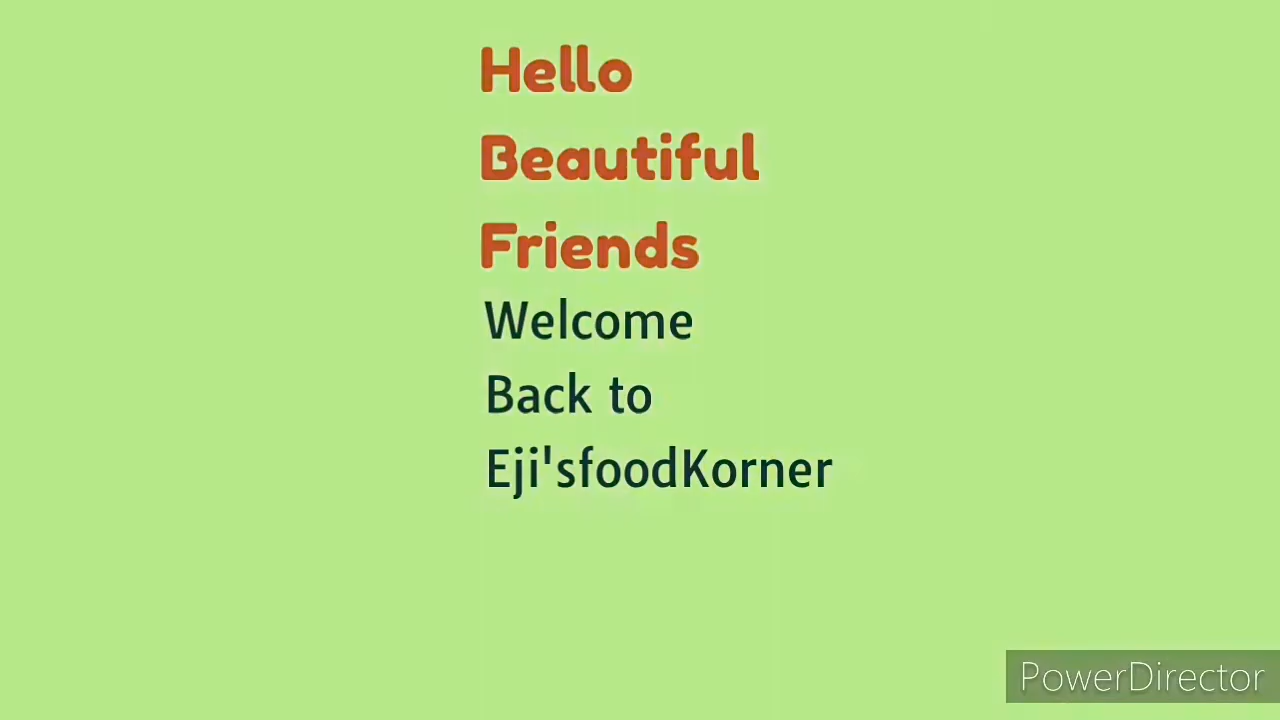 Hello
Beautiful
Friends
Welcome
Back to
Eji'sfoodKorner
PowerDirector